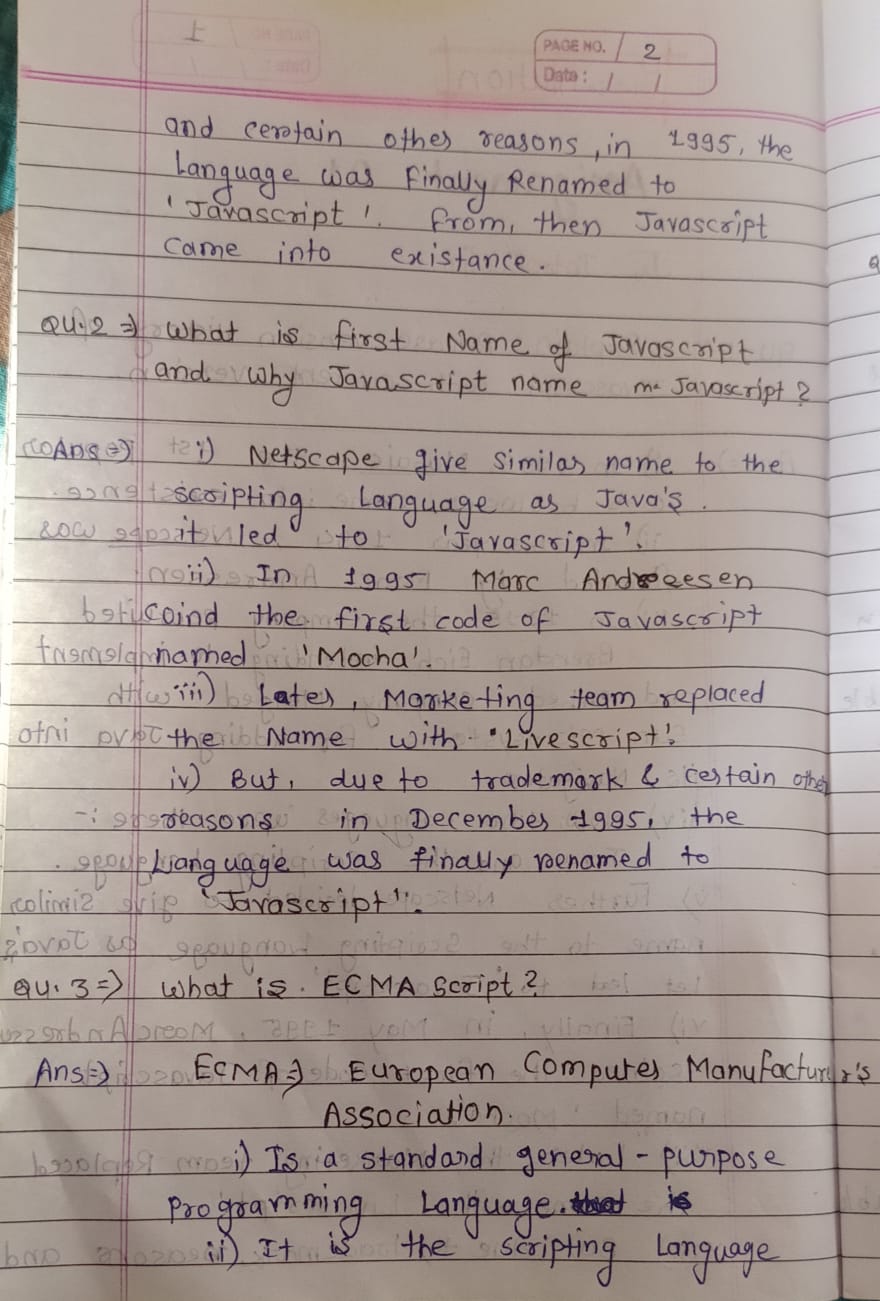 PAGE NO. 2
Date: / /
and certain other reasons, in 1995, the
Language was Finally Renamed to
'Javascript'. From, then Javascript
came into existance.
QU.2 ⇒ What is first Name of Javascript
and why Javascript name Javascript?
Ans ⇒ i) Netscape give similar name to the
scripting Language as Java's.
it led to 'Javascript'.
ii) In 1995 Marc Andreesen
coind the first code of Javascript
named 'Mocha'.
iii) Later, Marketing team replaced
the Name with 'Livescript'.
iv) But, due to trademark & certain other
reasons in December 1995, the
Language was finally renamed to
'Javascript'.
QU. 3 ⇒ What is ECMA Script?
Ans ⇒ ECMA ⇒ European Computer Manufacturer's
Association.
i) Is a standard general-purpose
Programming Language.
ii) It is the scripting Language